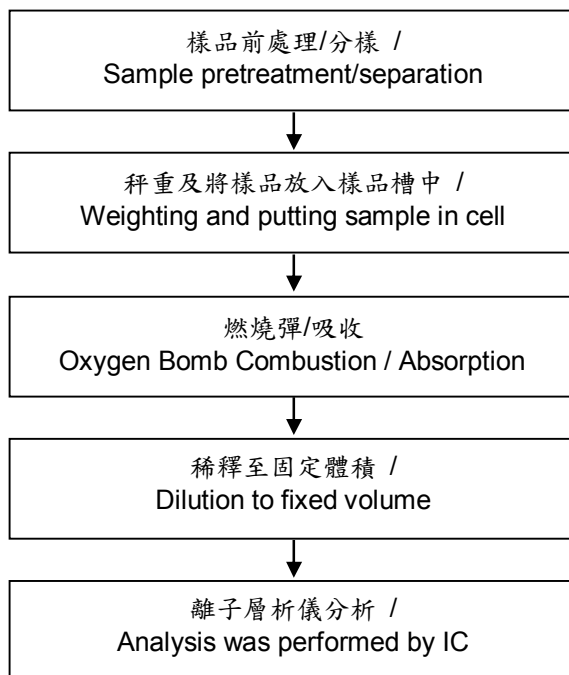 樣品前處理/分樣 /
Sample pretreatment/separation
秤重及將樣品放入樣品槽中 /
Weighting and putting sample in cell
燃燒彈/吸收
Oxygen Bomb Combustion / Absorption
稀釋至固定體積 /
Dilution to fixed volume
離子層析儀分析 /
Analysis was performed by IC